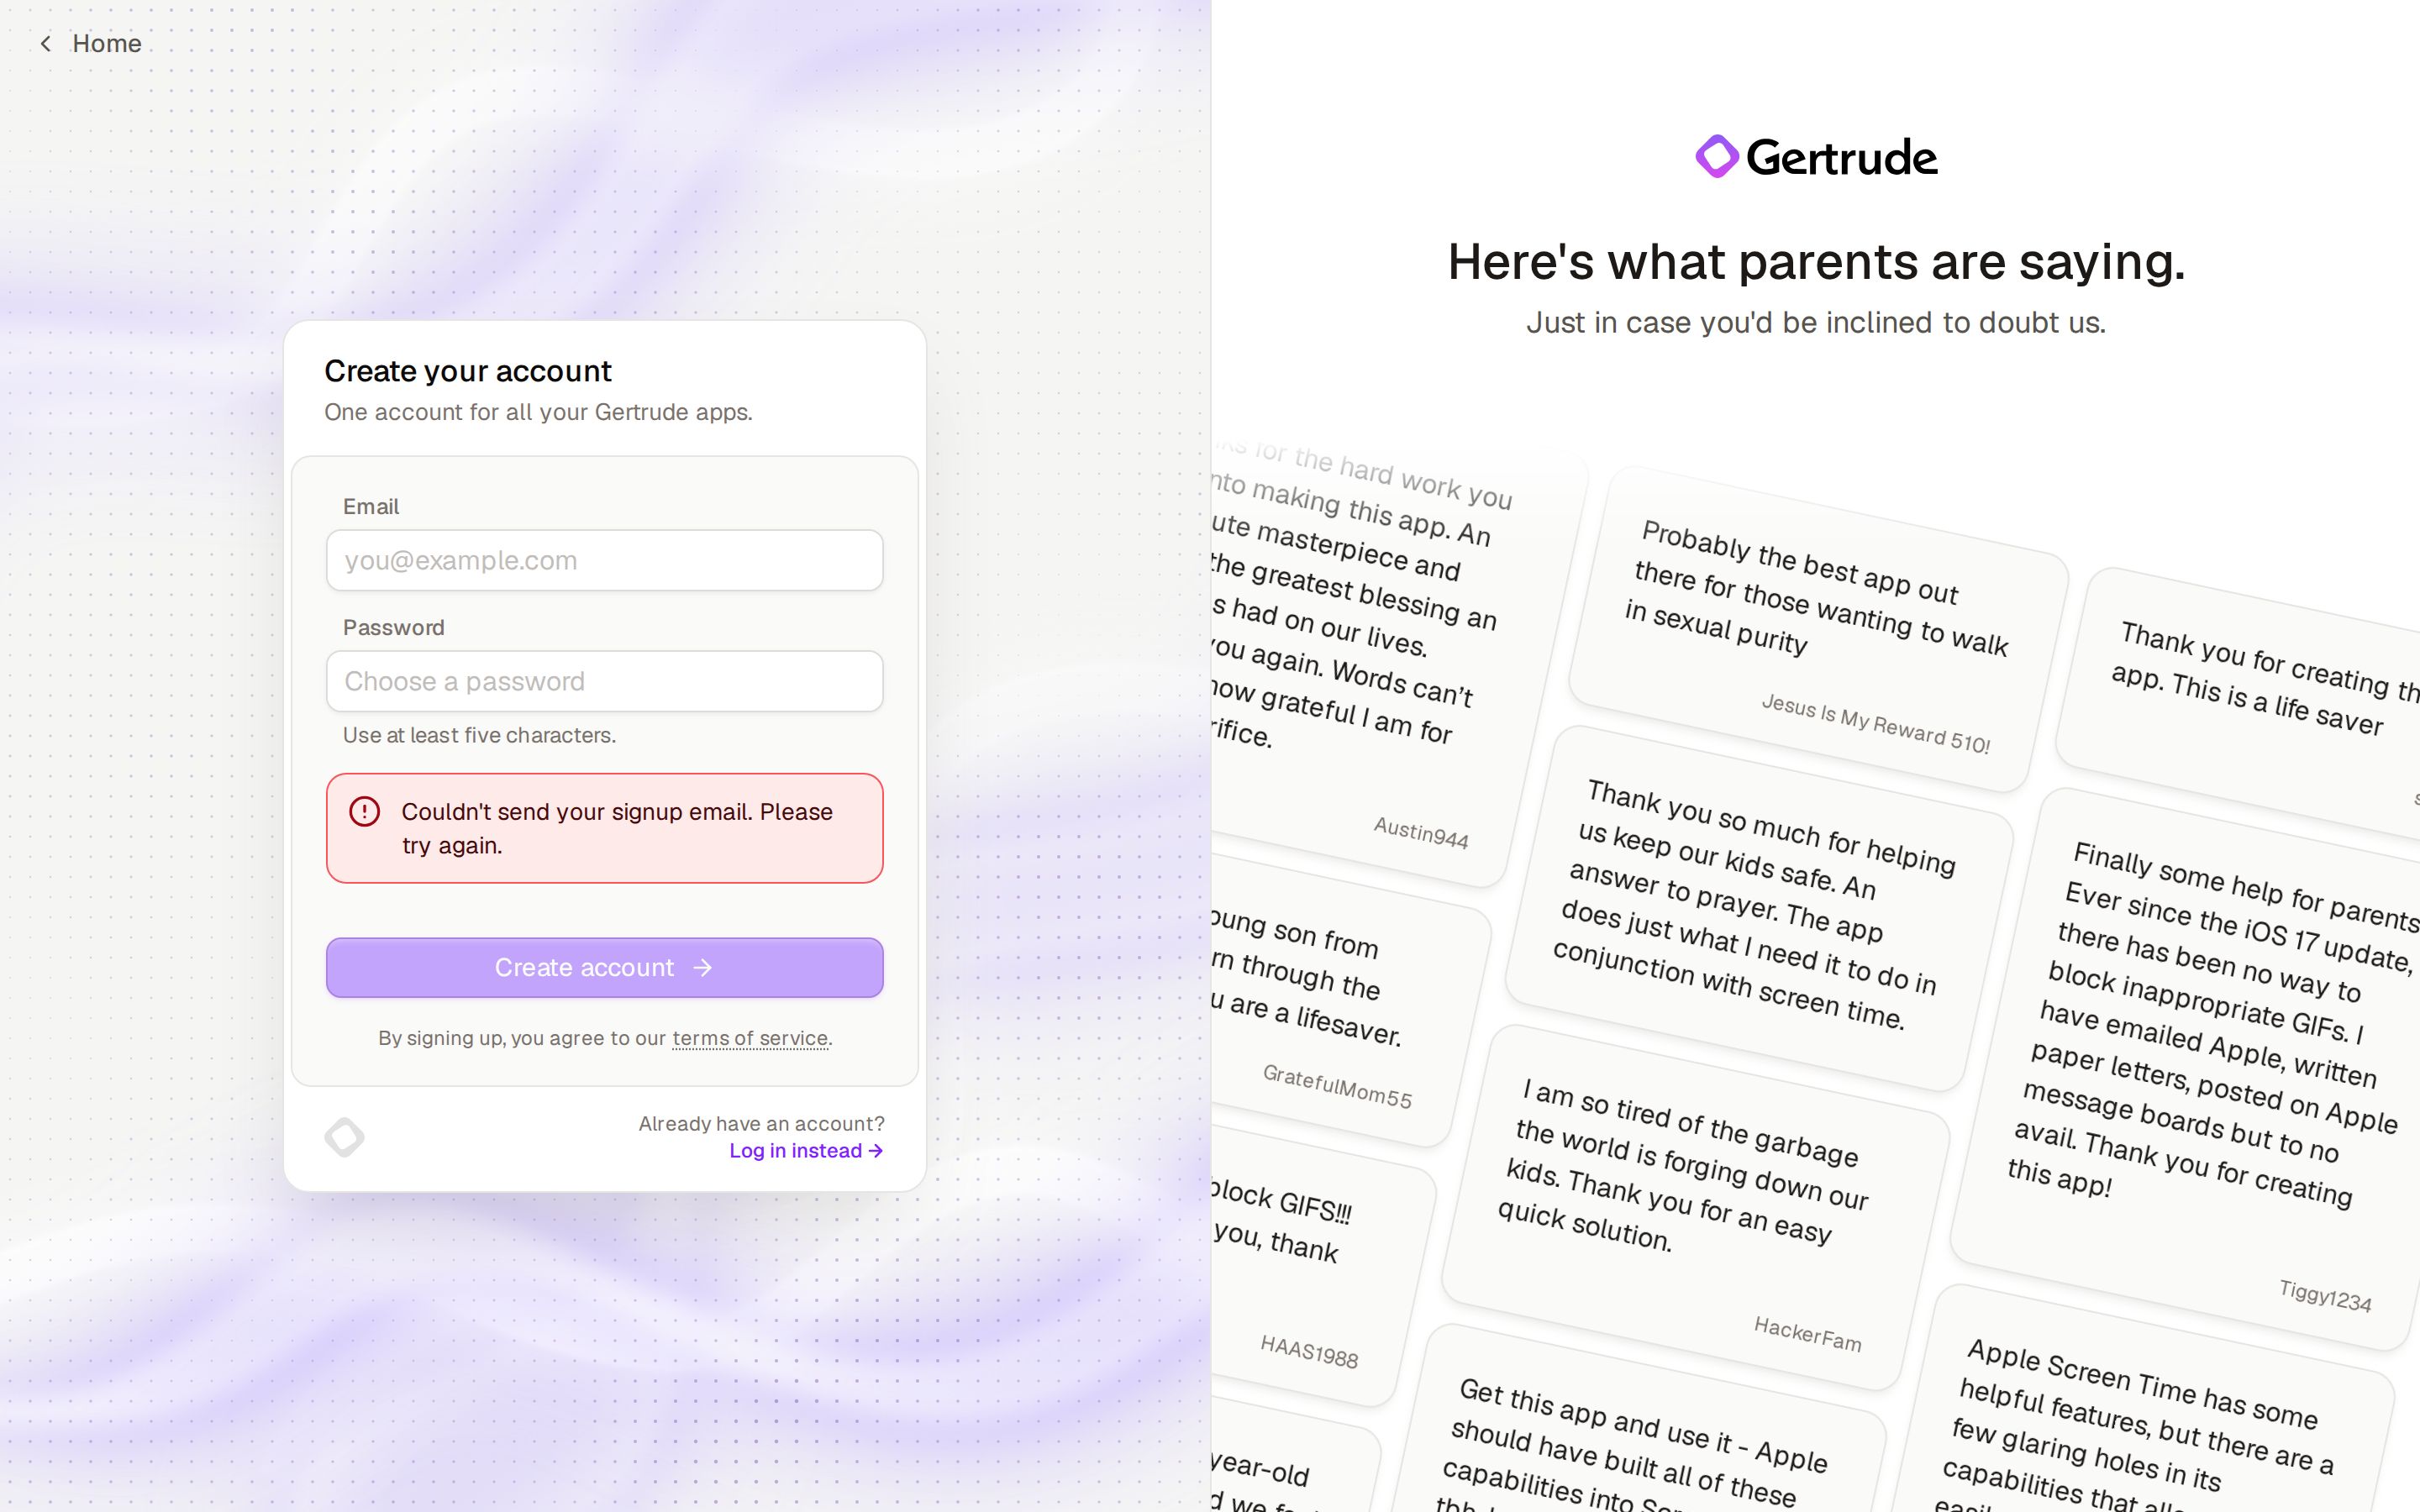 Home
Create your account
One account for all your Gertrude apps.
Email
you@example.com
Password
Choose a password
Use at least five characters.
Couldn't send your signup email. Please
try again.
Create account
By signing up, you agree to our terms of service.
Already have an account?
Log in instead
Gertrude
Here's what parents are saying.
Just in case you'd be inclined to doubt us.
for the hard work you
making this app. An
masterpiece and
the greatest blessing an
had on our lives.
you again. Words can’t
how grateful I am for
Austin944
son from
through the
are a lifesaver.
GratefulMom55
block GIFS!!!
you, thank
HAAS1988
year-old
Probably the best app out
there for those wanting to walk
in sexual purity
Jesus Is My Reward 510!
Thank you so much for helping
us keep our kids safe. An
answer to prayer. The app
does just what I need it to do in
conjunction with screen time.
I am so tired of the garbage
the world is forging down our
kids. Thank you for an easy
quick solution.
HackerFam
Get this app and use it - Apple
should have built all of these
capabilities into
Thank you for creating
app. This is a life saver
Finally some help for parents
Ever since the iOS 17 update,
there has been no way to
block inappropriate GIFs. I
have emailed Apple, written
paper letters, posted on Apple
message boards but to no
avail. Thank you for creating
this app!
Tiggy1234
Apple Screen Time has some
helpful features, but there are a
few glaring holes in its
capabilities that